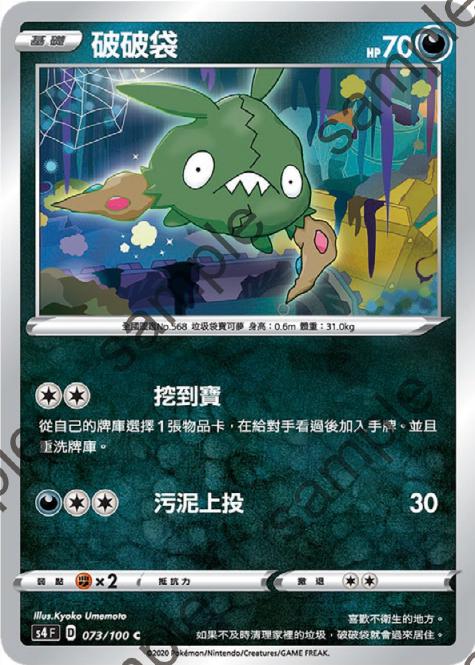 基礎 破破袋 HP 70
全國圖鑑No.568 垃圾袋寶可夢 身高：0.6m 體重：31.0kg
挖到寶
從自己的牌庫選擇1張物品卡，在給對手看過後加入手牌。並且
重洗牌庫。
污泥上投 30
弱點 ×2 抵抗力 撤退
Illus.Kyoko Umemoto
喜歡不衛生的地方。
s4 F D 073/100 C
如果不及時清理家裡的垃圾，破破袋就會過來居住。
©2020 Pokémon/Nintendo/Creatures/GAME FREAK.
sample
sample
sample
sample
sample
sample